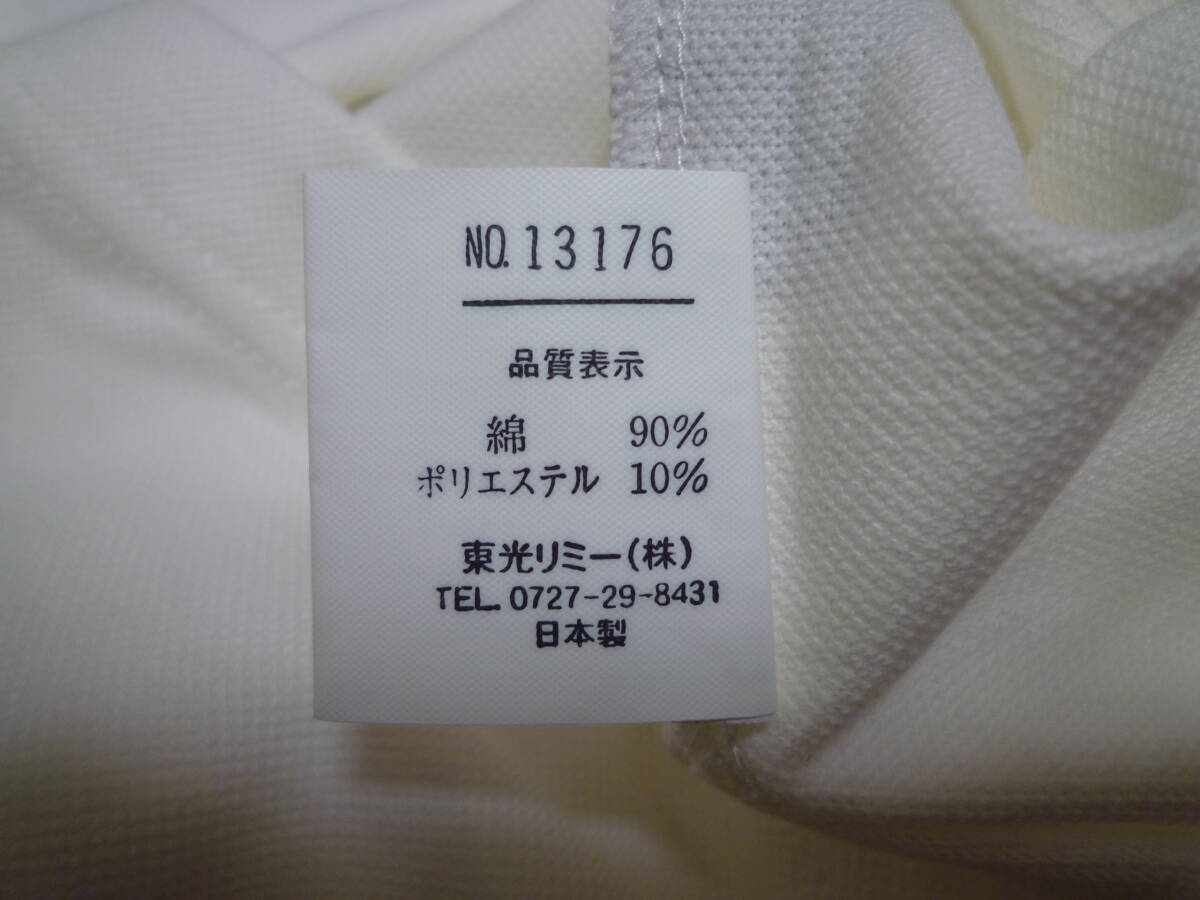 NO.13176
品質表示
綿 90%
ポリエステル 10%
東光リミー(株)
TEL. 0727-29-8431
日本製